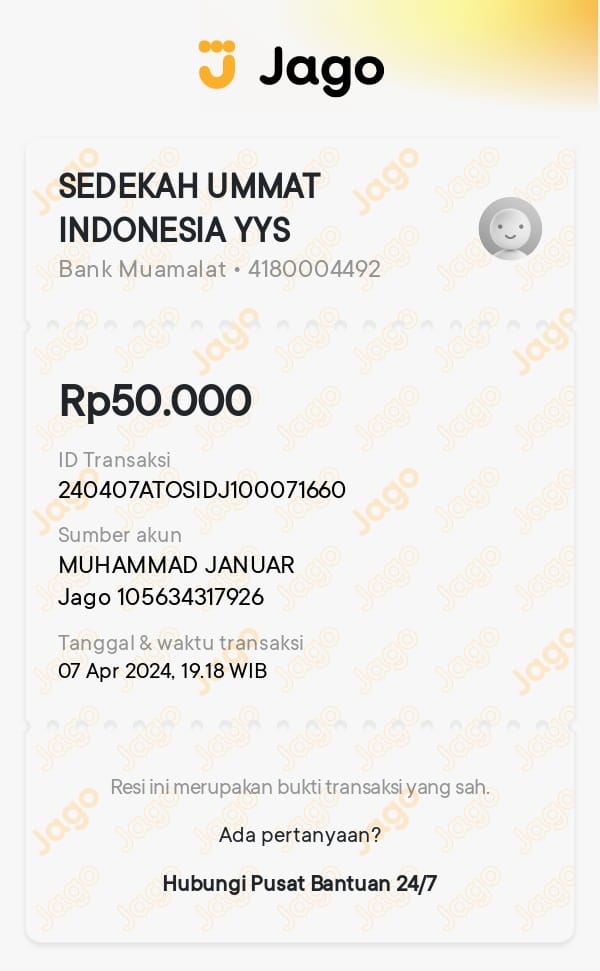 Jago
SEDEKAH UMMAT
INDONESIA YYS
Bank Muamalat • 4180004492
Rp50.000
ID Transaksi
240407ATOSIDJ100071660
Sumber akun
MUHAMMAD JANUAR
Jago 105634317926
Tanggal & waktu transaksi
07 Apr 2024, 19.18 WIB
Resi ini merupakan bukti transaksi yang sah.
Ada pertanyaan?
Hubungi Pusat Bantuan 24/7